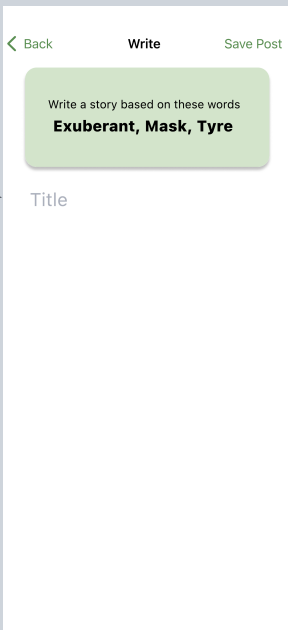 Back
Write
Save Post
Write a story based on these words
Exuberant, Mask, Tyre
Title